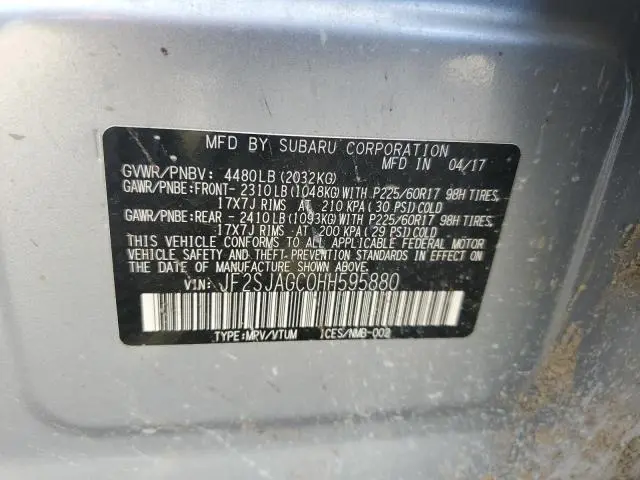 MFD BY SUBARU CORPORATION
MFD IN 04/17
GVWR/PNBV: 4480LB (2032KG)
GAWR/PNBE:FRONT- 2310LB(1048KG)WITH P225/60R17 98H TIRES,
17X7J RIMS AT 210 KPA (30 PSI)COLD
GAWR/PNBE:REAR - 2410LB(1093KG)WITH P225/60R17 98H TIRES,
17X7J RIMS AT 200 KPA (29 PSI)COLD
THIS VEHICLE CONFORMS TO ALL APPLICABLE FEDERAL MOTOR
VEHICLE SAFETY AND THEFT-PREVENTION STANDARDS IN EFFECT
ON THE DATE OF MANUFACTURE SHOWN ABOVE.
VIN: JF2SJAGC0HH595880
TYPE:MPV/VTUM ICES/NMB-002